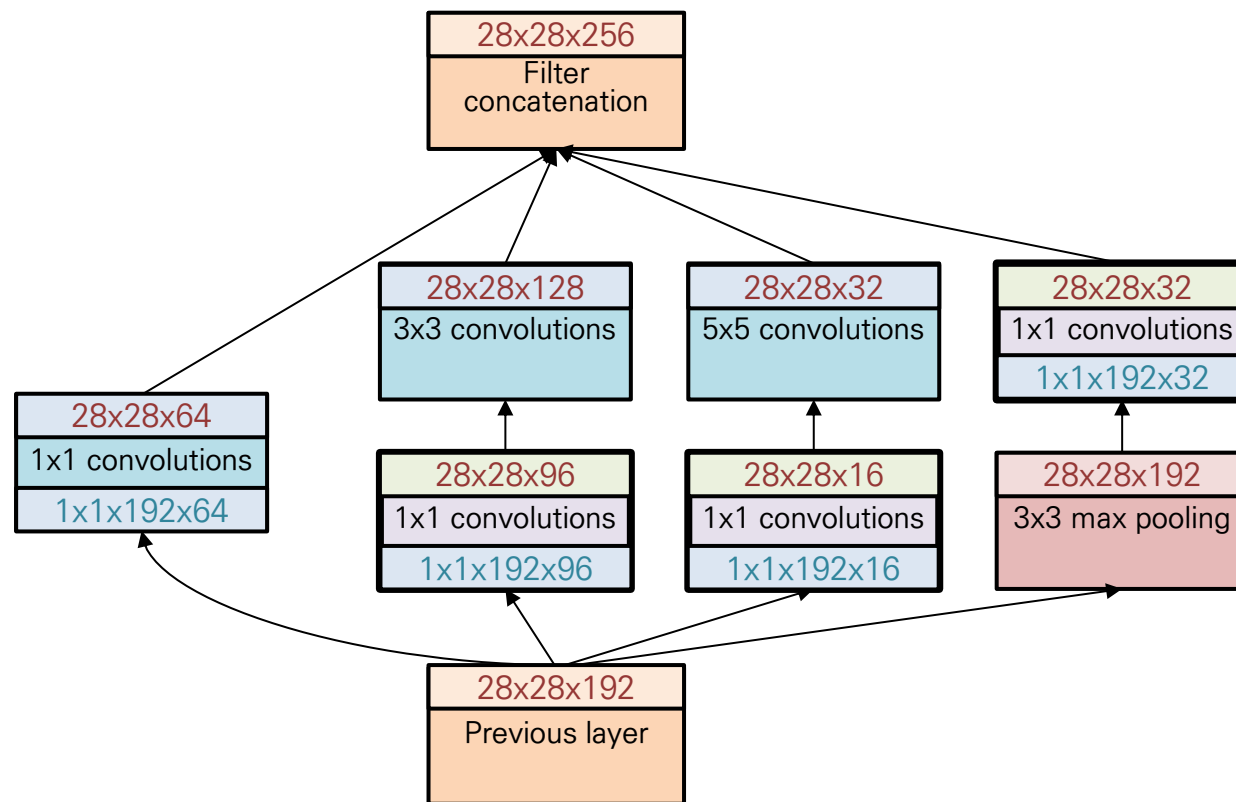 28x28x256
Filter
concatenation
28x28x128
3x3 convolutions
28x28x32
5x5 convolutions
28x28x32
1x1 convolutions
1x1x192x32
28x28x64
1x1 convolutions
1x1x192x64
28x28x96
1x1 convolutions
1x1x192x96
28x28x16
1x1 convolutions
1x1x192x16
28x28x192
3x3 max pooling
28x28x192
Previous layer